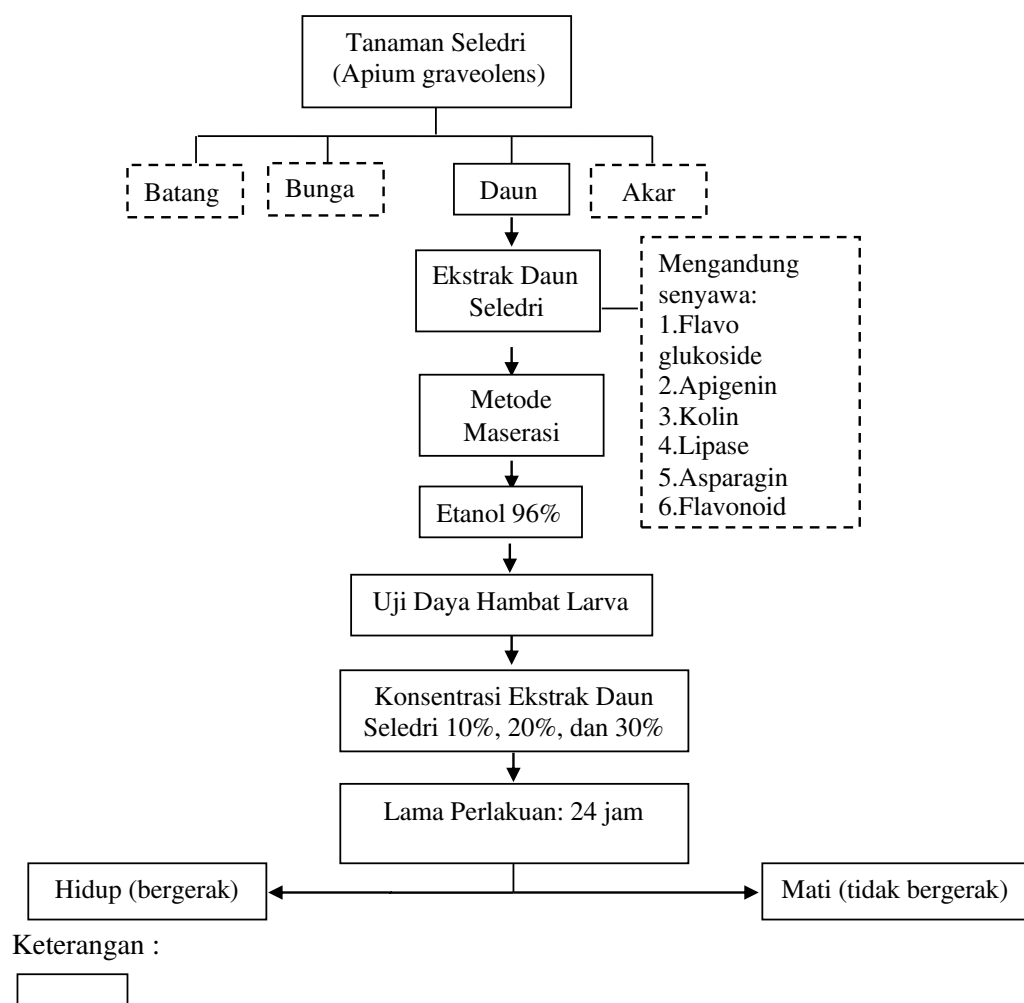 Tanaman Seledri
(Apium graveolens)
Batang
Bunga
Daun
Akar
Ekstrak Daun
Seledri
Mengandung
senyawa:
1.Flavo
glukoside
2.Apigenin
3.Kolin
4.Lipase
5.Asparagin
6.Flavonoid
Metode
Maserasi
Etanol 96%
Uji Daya Hambat Larva
Konsentrasi Ekstrak Daun
Seledri 10%, 20%, dan 30%
Lama Perlakuan: 24 jam
Hidup (bergerak)
Mati (tidak bergerak)
Keterangan :